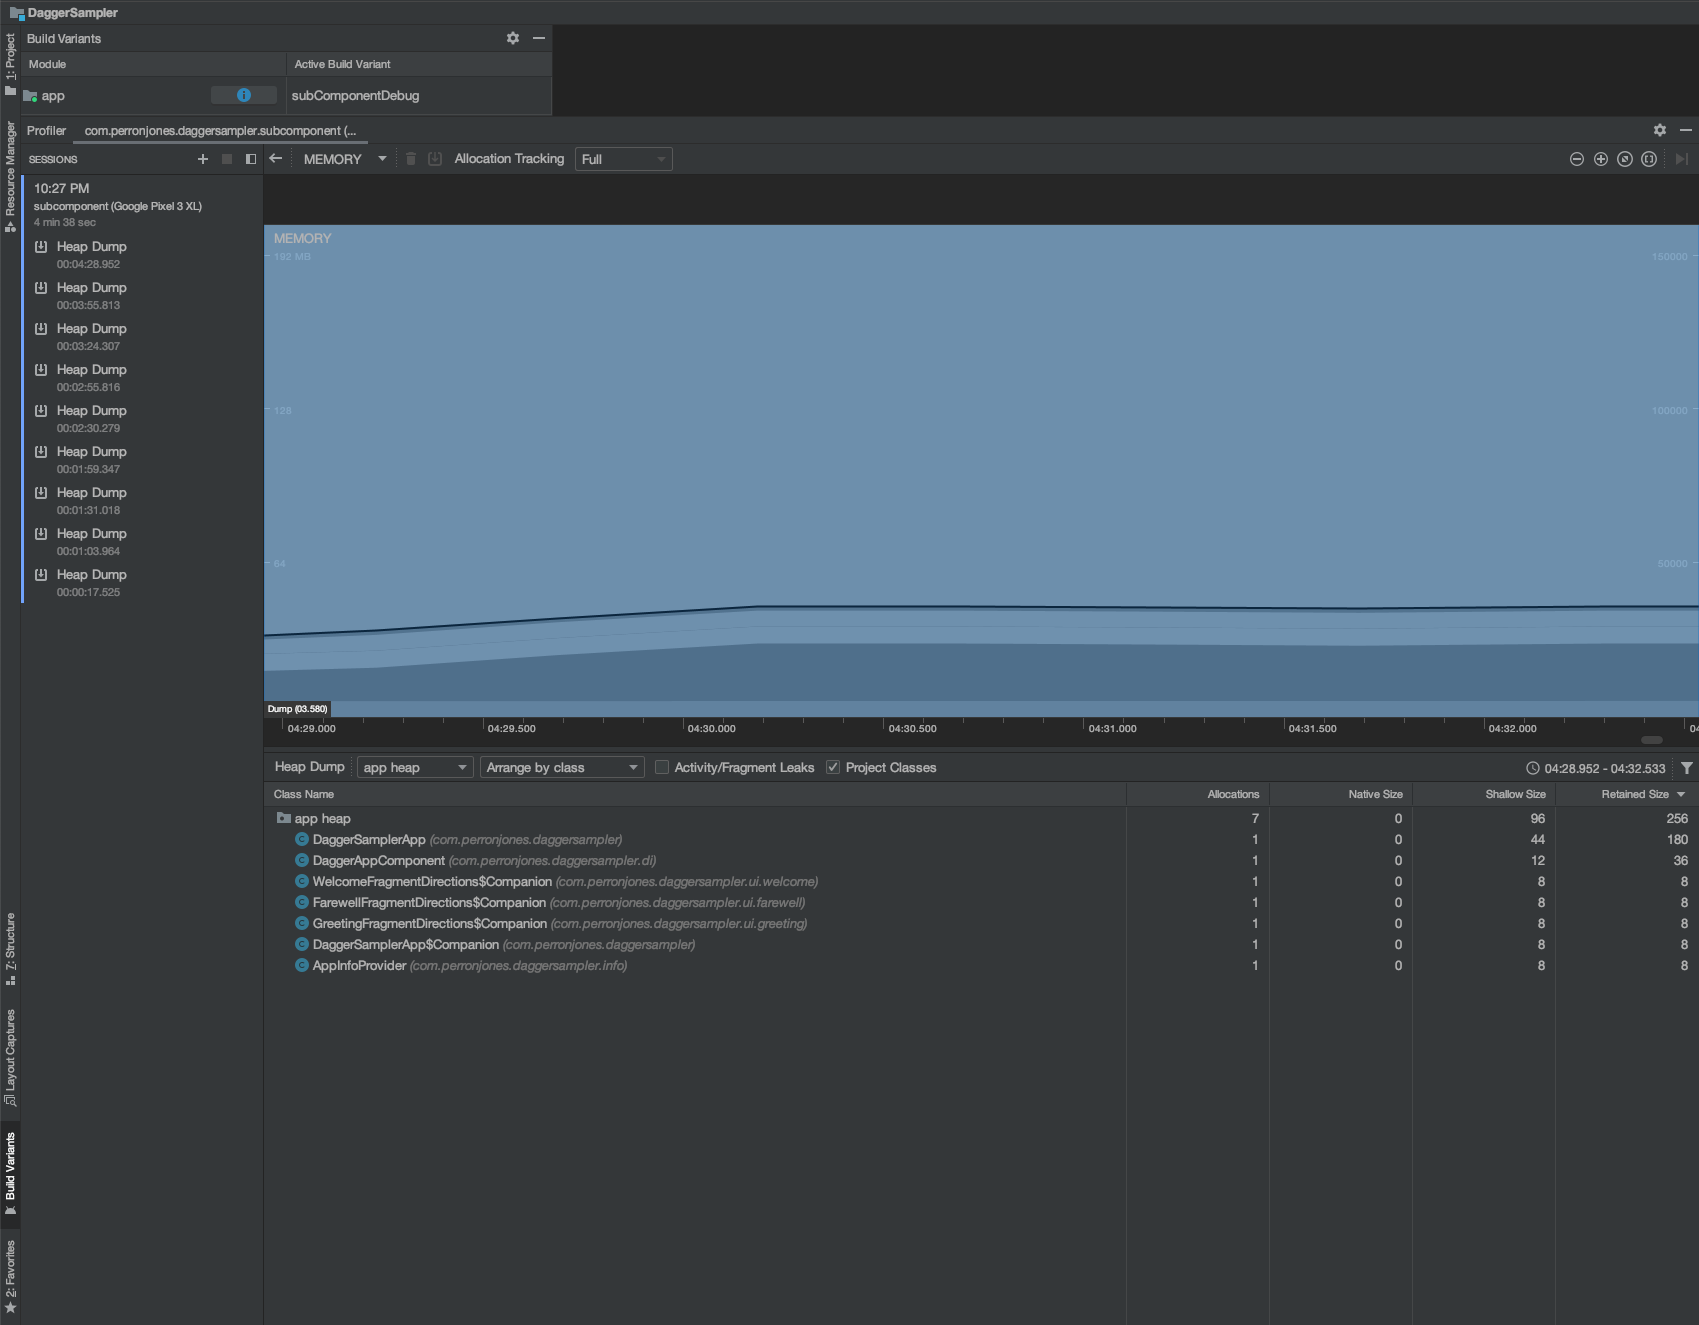 DaggerSampler
Build Variants
Module
Active Build Variant
app
subComponentDebug
Profiler
com.perronjones.daggersampler.subcomponent (...
SESSIONS
MEMORY
Allocation Tracking
Full
10:27 PM
subcomponent (Google Pixel 3 XL)
4 min 38 sec
Heap Dump
00:04:28.952
Heap Dump
00:03:55.813
Heap Dump
00:03:24.307
Heap Dump
00:02:55.816
Heap Dump
00:02:30.279
Heap Dump
00:01:59.347
Heap Dump
00:01:31.018
Heap Dump
00:01:03.964
Heap Dump
00:00:17.525
MEMORY
192 MB
150000
128
100000
64
50000
Dump (03.580)
04:29.000 04:29.500 04:30.000 04:30.500 04:31.000 04:31.500 04:32.000 04
Heap Dump
app heap
Arrange by class
Activity/Fragment Leaks
Project Classes
04:28.952 - 04:32.533
Class Name Allocations Native Size Shallow Size Retained Size
app heap 7 0 96 256
DaggerSamplerApp (com.perronjones.daggersampler) 1 0 44 180
DaggerAppComponent (com.perronjones.daggersampler.di) 1 0 12 36
WelcomeFragmentDirections$Companion (com.perronjones.daggersampler.ui.welcome) 1 0 8 8
FarewellFragmentDirections$Companion (com.perronjones.daggersampler.ui.farewell) 1 0 8 8
GreetingFragmentDirections$Companion (com.perronjones.daggersampler.ui.greeting) 1 0 8 8
DaggerSamplerApp$Companion (com.perronjones.daggersampler) 1 0 8 8
AppInfoProvider (com.perronjones.daggersampler.info) 1 0 8 8
1: Project
Resource Manager
7: Structure
Layout Captures
Build Variants
2: Favorites